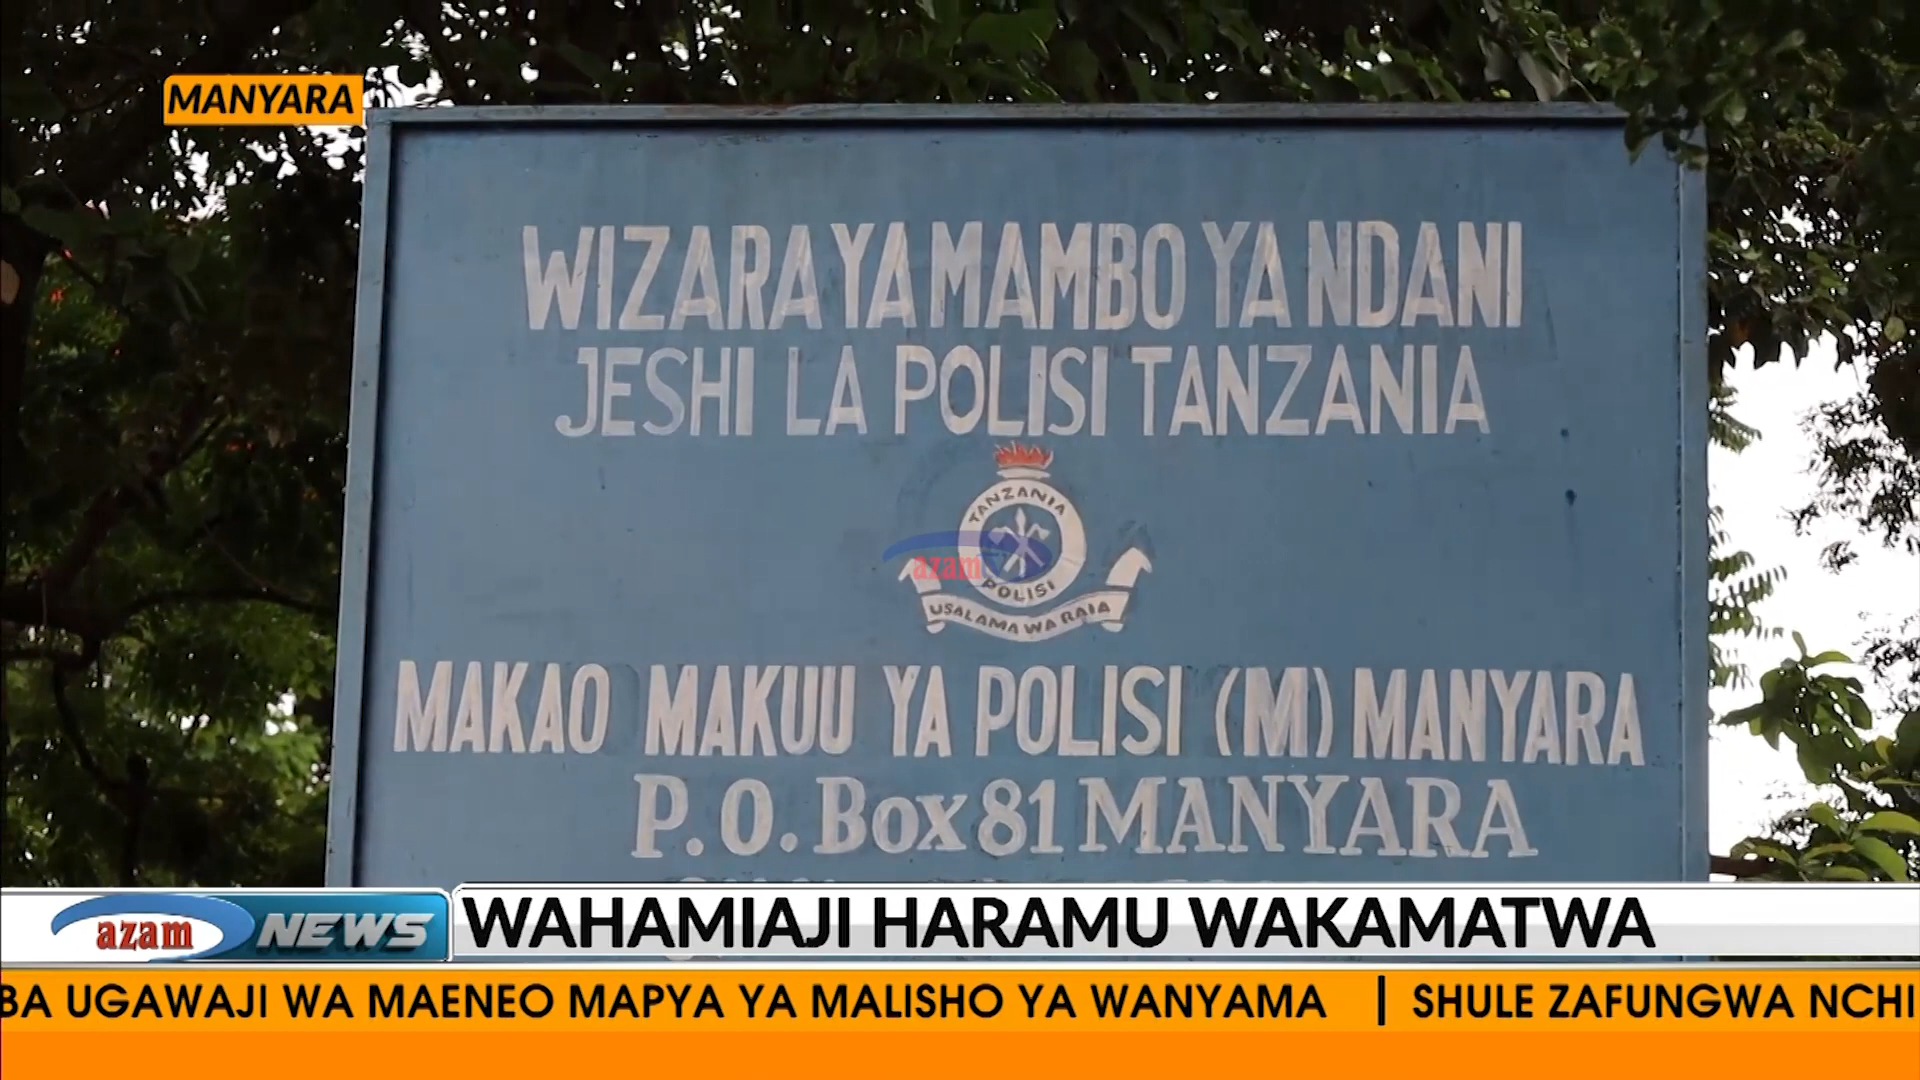 MANYARA
WIZARA YA MAMBO YA NDANI
JESHI LA POLISI TANZANIA
TANZANIA
azam
POLISI
USALAMA WA RAIA
MAKAO MAKUU YA POLISI (M) MANYARA
P.O. Box 81 MANYARA
azam NEWS
WAHAMIAJI HARAMU WAKAMATWA
BA UGAWAJI WA MAENEO MAPYA YA MALISHO YA WANYAMA | SHULE ZAFUNGWA NCHI